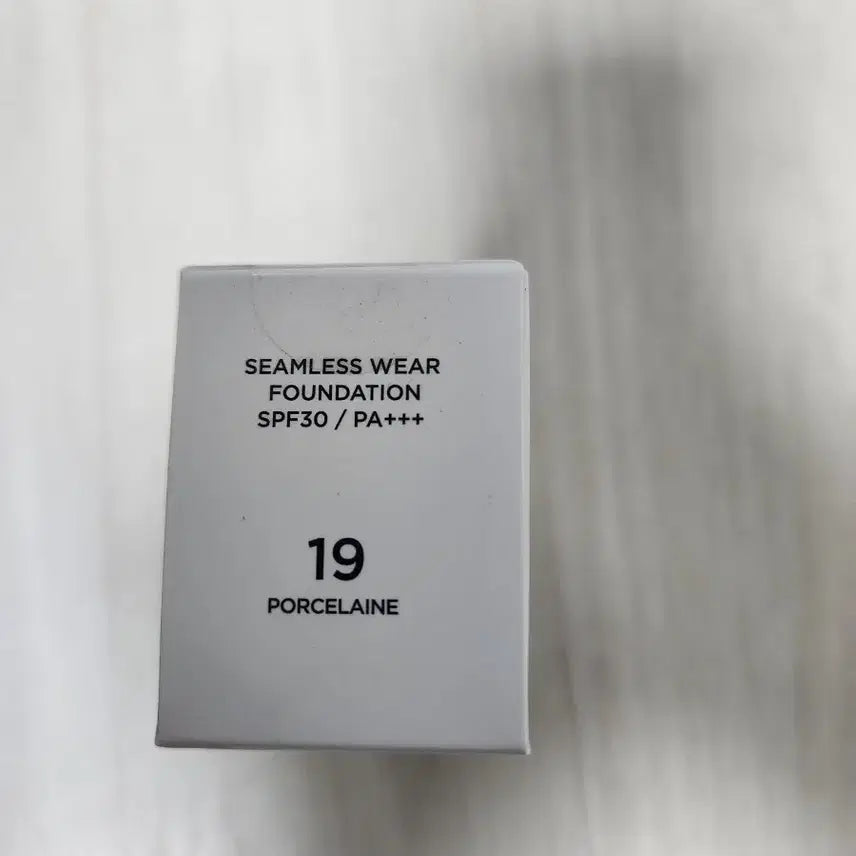 SEAMLESS WEAR
FOUNDATION
SPF30 / PA+++
19
PORCELAINE